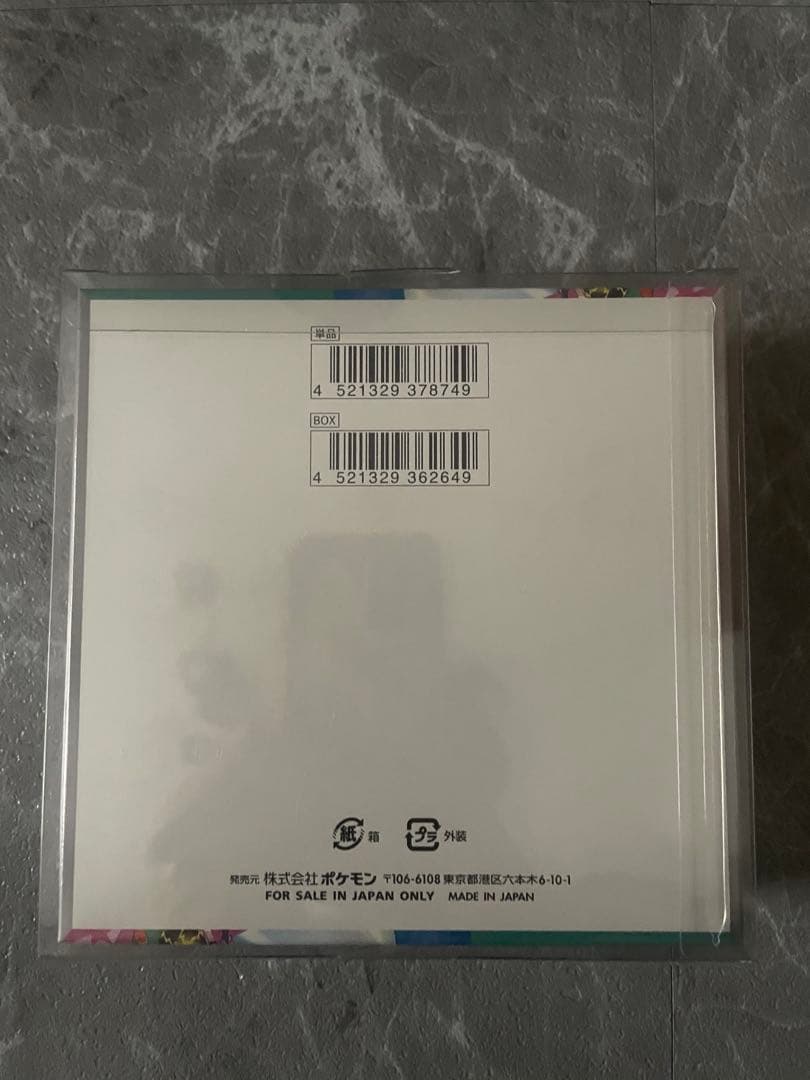 単品
4 521329 378749
BOX
4 521329 362649
紙 箱 プラ 外装
発売元 株式会社 ポケモン 〒106-6108 東京都港区六本木6-10-1
FOR SALE IN JAPAN ONLY MADE IN JAPAN